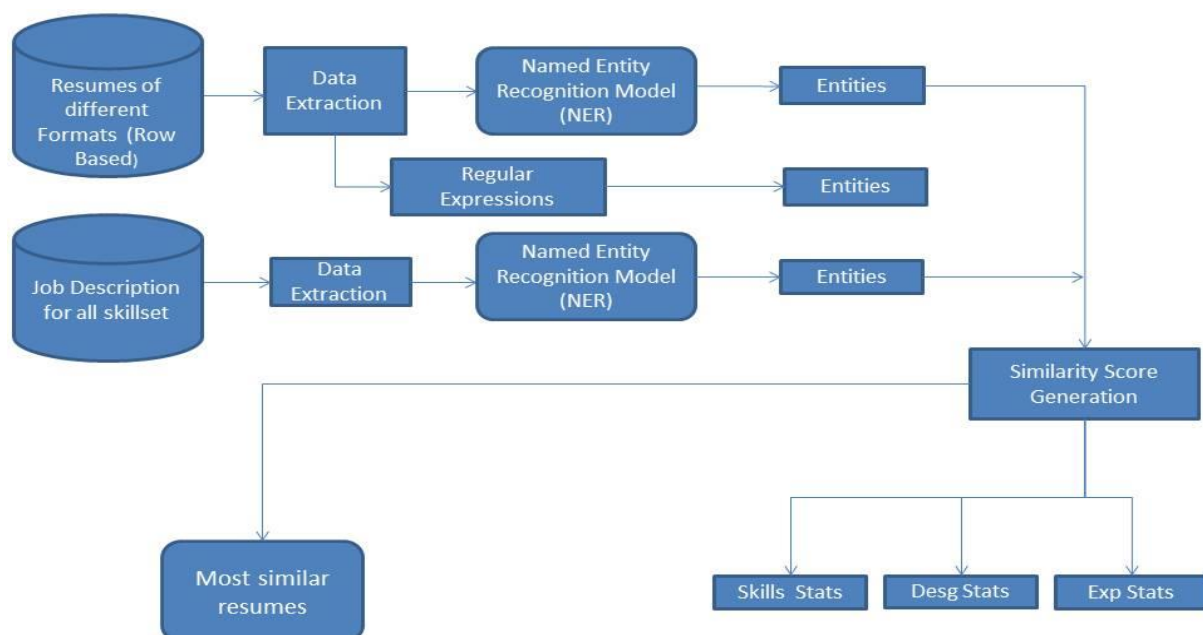 Resumes of
different
Formats (Row
Based)
Data
Extraction
Named Entity
Recognition Model
(NER)
Entities
Regular
Expressions
Entities
Job Description
for all skillset
Data
Extraction
Named Entity
Recognition Model
(NER)
Entities
Similarity Score
Generation
Most similar
resumes
Skills Stats
Desg Stats
Exp Stats